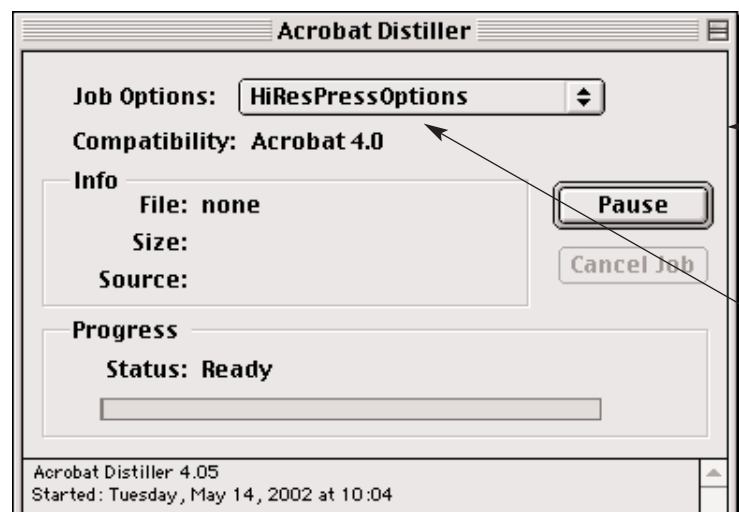 Acrobat Distiller
Job Options: HiResPressOptions
Compatibility: Acrobat 4.0
Info
File: none
Size:
Source:
Pause
Cancel Job
Progress
Status: Ready
Acrobat Distiller 4.05
Started: Tuesday, May 14, 2002 at 10:04